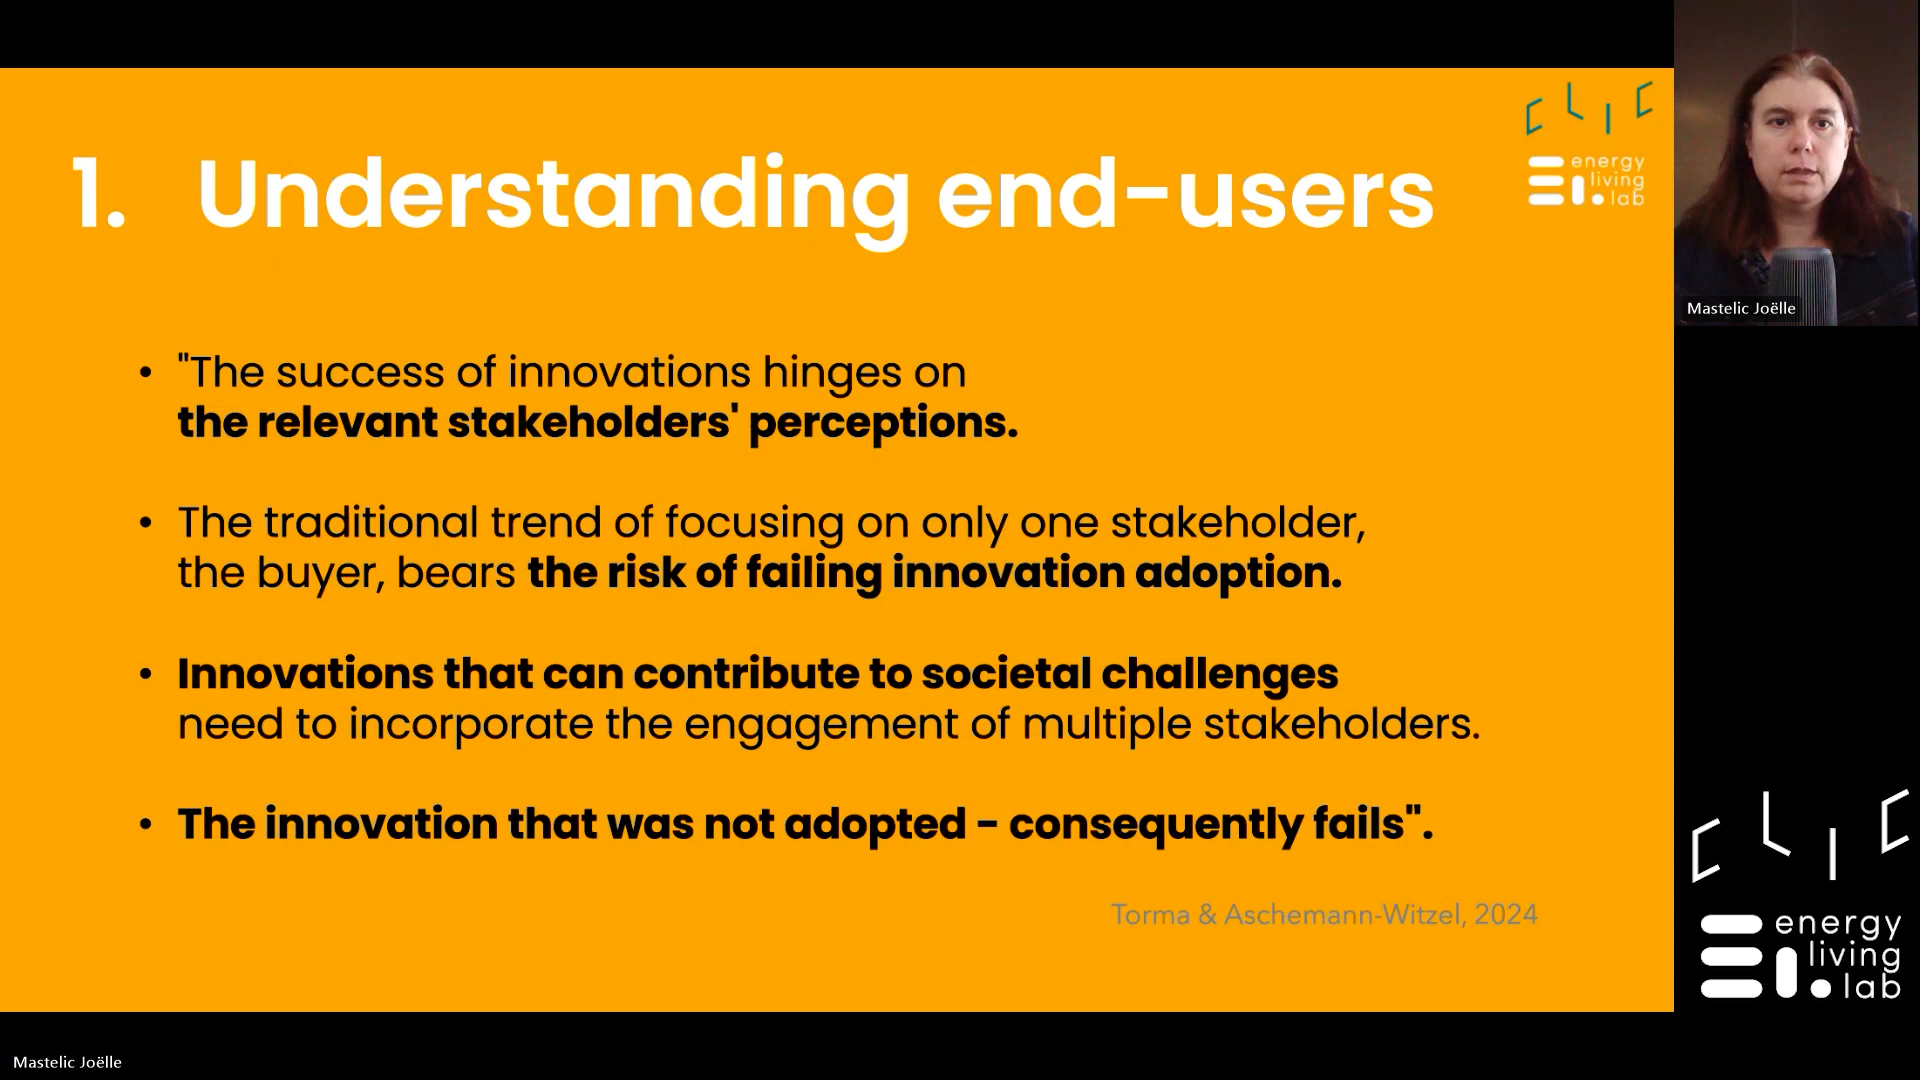 1. Understanding end-users
CLIC
energy
living
lab
• "The success of innovations hinges on
the relevant stakeholders' perceptions.
• The traditional trend of focusing on only one stakeholder,
the buyer, bears the risk of failing innovation adoption.
• Innovations that can contribute to societal challenges
need to incorporate the engagement of multiple stakeholders.
• The innovation that was not adopted - consequently fails".
Torma & Aschemann-Witzel, 2024
Mastelic Joëlle
CLIC
energy
living
lab
Mastelic Joëlle